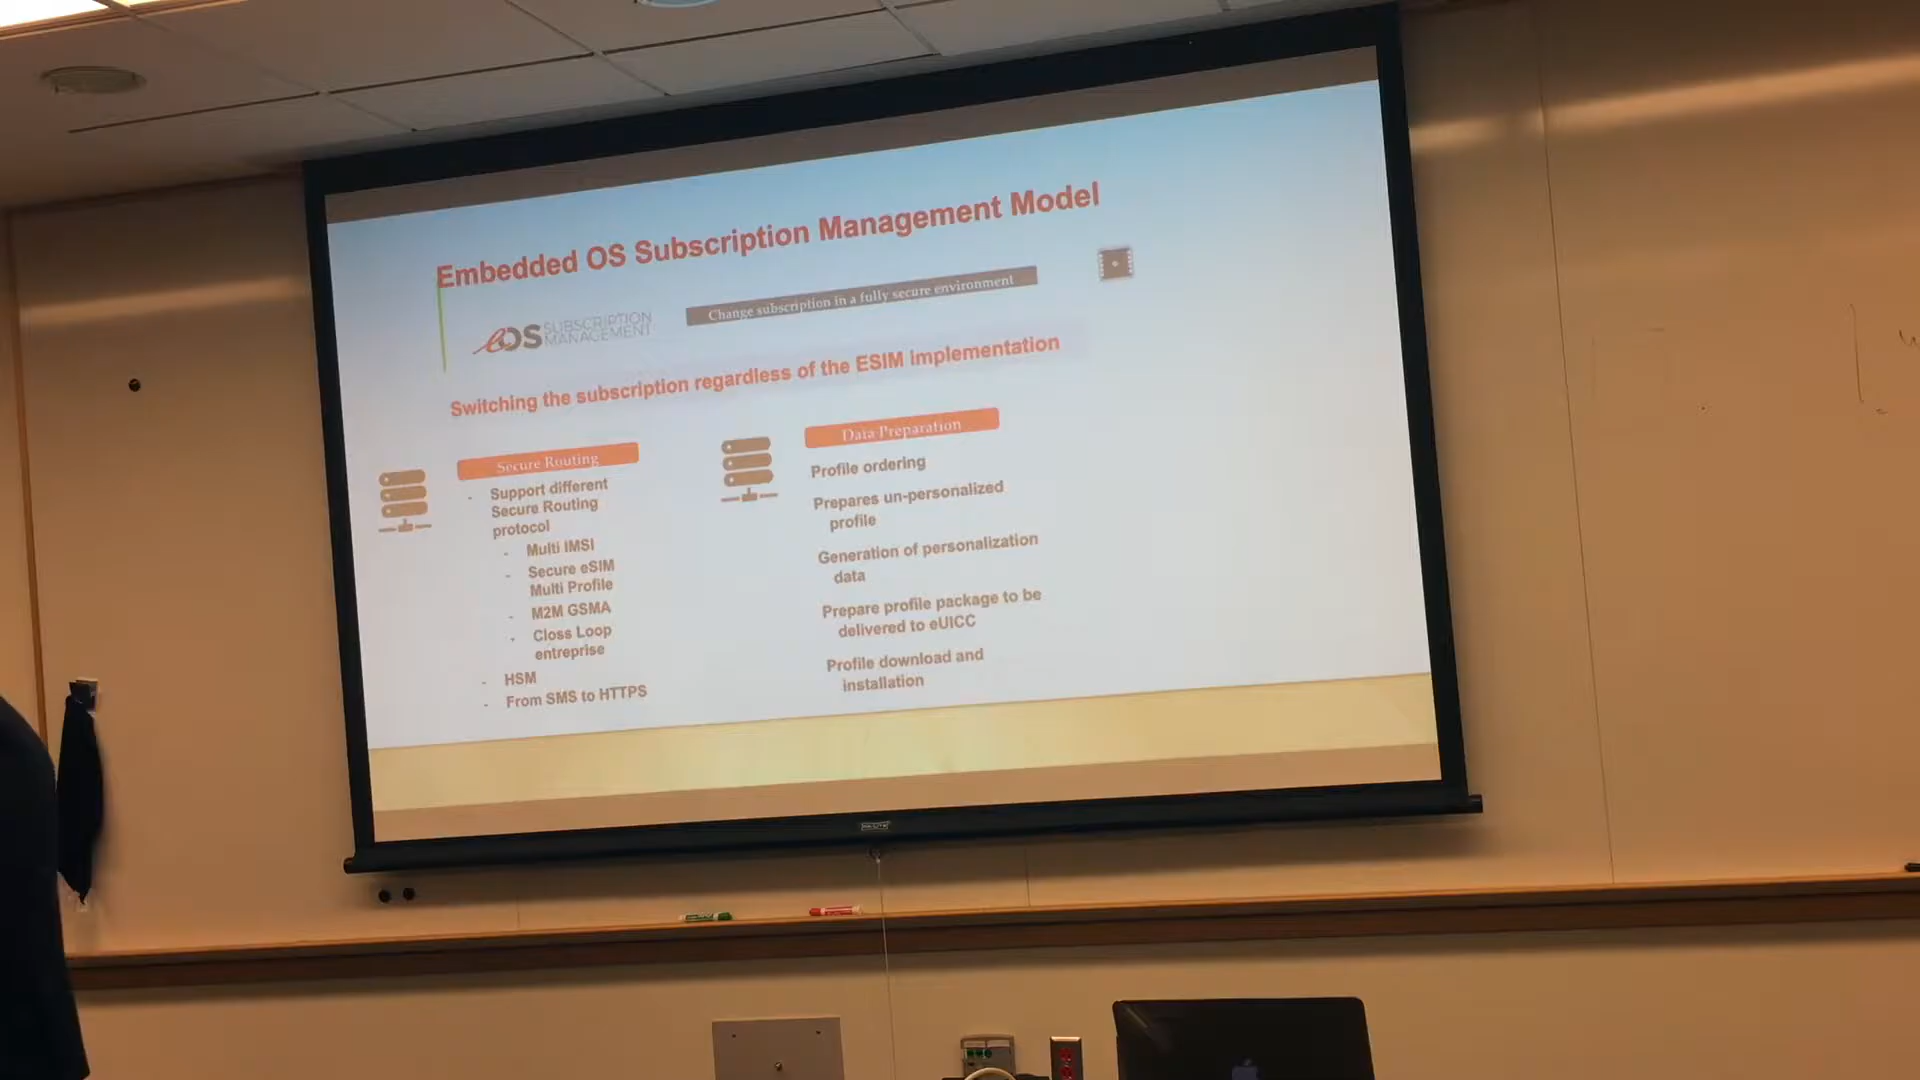 Embedded OS Subscription Management Model
eOS SUBSCRIPTION
MANAGEMENT
Change subscription in a fully secure environment
Switching the subscription regardless of the ESIM implementation
Secure Routing
- Support different
Secure Routing
protocol
- Multi IMSI
- Secure eSIM
Multi Profile
- M2M GSMA
- Closs Loop
entreprise
- HSM
- From SMS to HTTPS
Data Preparation
Profile ordering
Prepares un-personalized
profile
Generation of personalization
data
Prepare profile package to be
delivered to eUICC
Profile download and
installation